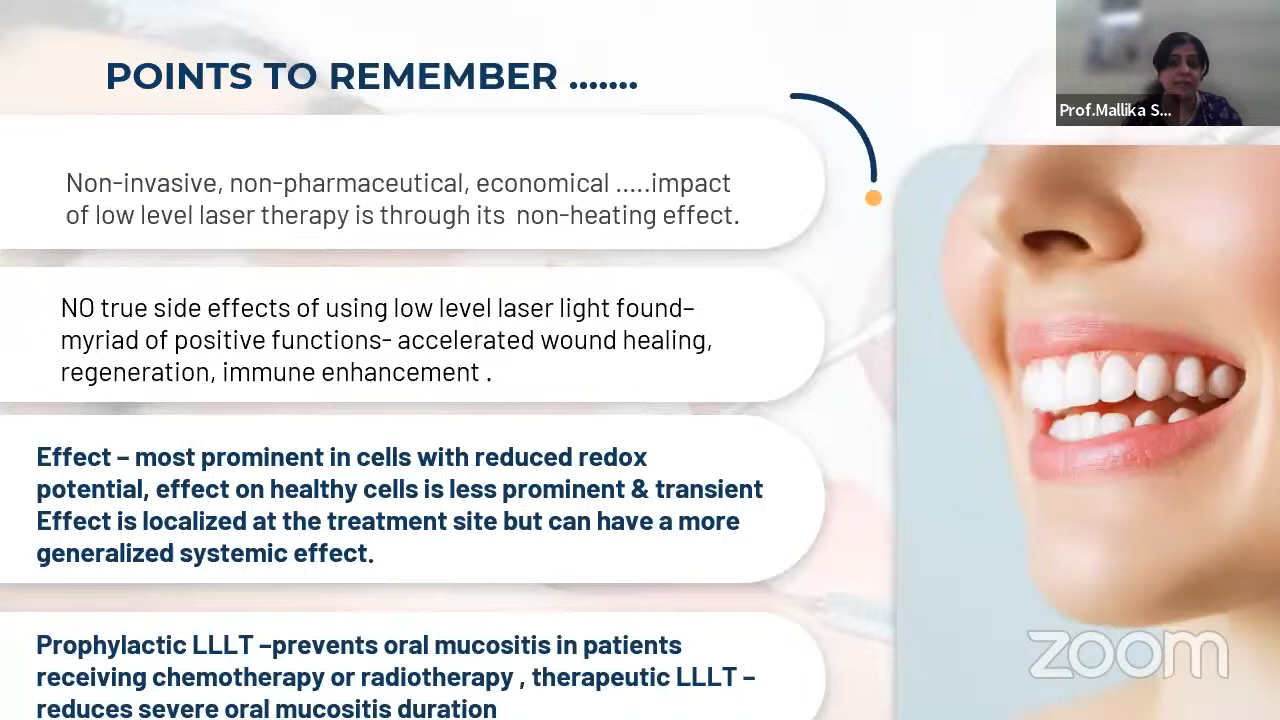 POINTS TO REMEMBER .......
Prof.Mallika S...
Non-invasive, non-pharmaceutical, economical .....impact
of low level laser therapy is through its  non-heating effect.
NO true side effects of using low level laser light found–
myriad of positive functions- accelerated wound healing,
regeneration, immune enhancement .
Effect – most prominent in cells with reduced redox
potential, effect on healthy cells is less prominent & transient
Effect is localized at the treatment site but can have a more
generalized systemic effect.
Prophylactic LLLT –prevents oral mucositis in patients
receiving chemotherapy or radiotherapy , therapeutic LLLT –
reduces severe oral mucositis duration
zoom